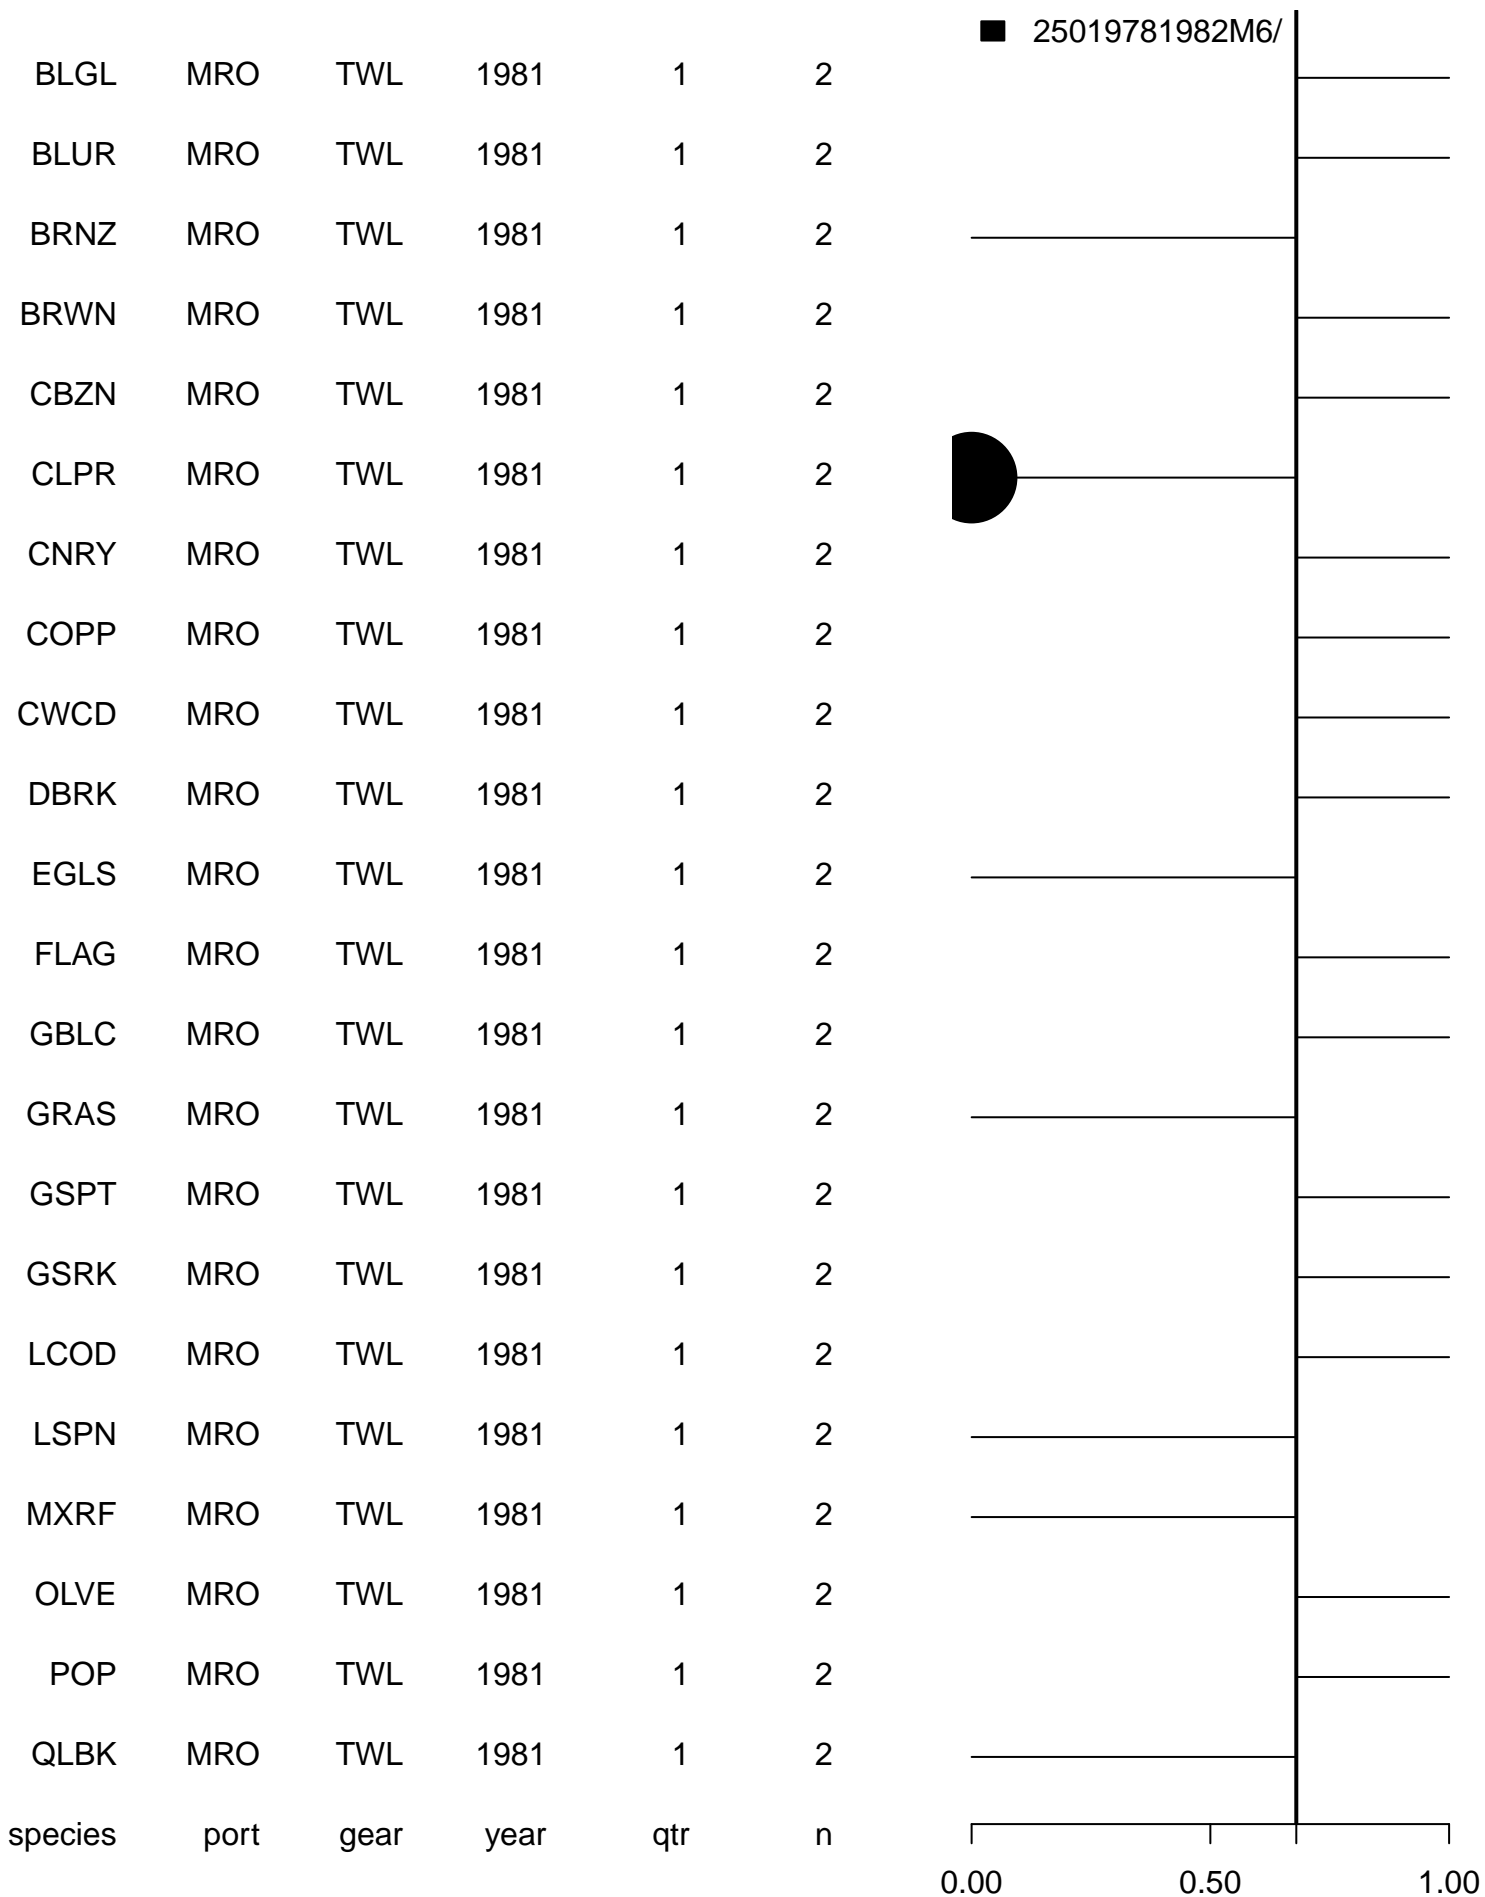 25019781982M6/
BLGL MRO TWL 1981 1 2
BLUR MRO TWL 1981 1 2
BRNZ MRO TWL 1981 1 2
BRWN MRO TWL 1981 1 2
CBZN MRO TWL 1981 1 2
CLPR MRO TWL 1981 1 2
CNRY MRO TWL 1981 1 2
COPP MRO TWL 1981 1 2
CWCD MRO TWL 1981 1 2
DBRK MRO TWL 1981 1 2
EGLS MRO TWL 1981 1 2
FLAG MRO TWL 1981 1 2
GBLC MRO TWL 1981 1 2
GRAS MRO TWL 1981 1 2
GSPT MRO TWL 1981 1 2
GSRK MRO TWL 1981 1 2
LCOD MRO TWL 1981 1 2
LSPN MRO TWL 1981 1 2
MXRF MRO TWL 1981 1 2
OLVE MRO TWL 1981 1 2
POP MRO TWL 1981 1 2
QLBK MRO TWL 1981 1 2
species port gear year qtr n
0.00 0.50 1.00